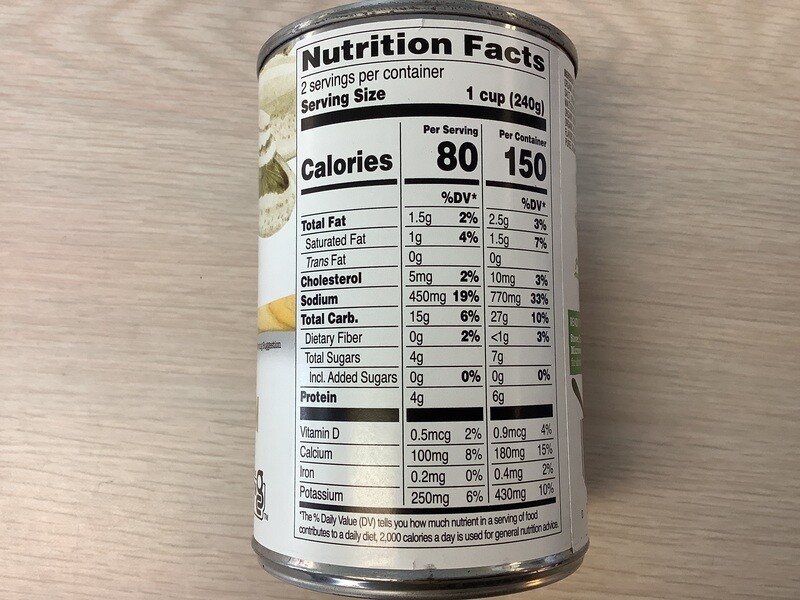 Nutrition Facts
2 servings per container
Serving Size 1 cup (240g)
Per Serving Per Container
Calories 80 150
%DV* %DV*
Total Fat 1.5g 2% 2.5g 3%
Saturated Fat 1g 4% 1.5g 7%
Trans Fat 0g 0g
Cholesterol 5mg 2% 10mg 3%
Sodium 450mg 19% 770mg 33%
Total Carb. 15g 6% 27g 10%
Dietary Fiber 0g 2% <1g 3%
Total Sugars 4g 7g
Incl. Added Sugars 0g 0% 0g 0%
Protein 4g 6g
Vitamin D 0.5mcg 2% 0.9mcg 4%
Calcium 100mg 8% 180mg 15%
Iron 0.2mg 0% 0.4mg 2%
Potassium 250mg 6% 430mg 10%
*The % Daily Value (DV) tells you how much nutrient in a serving of food
contributes to a daily diet, 2,000 calories a day is used for general nutrition advice.